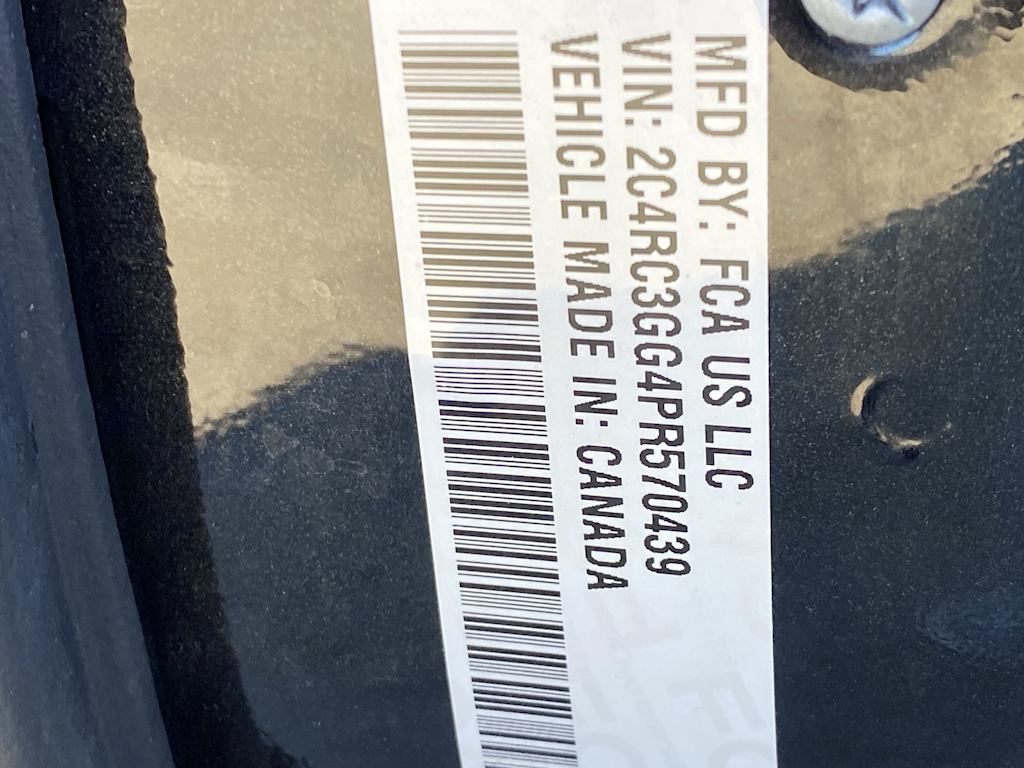 MFD BY: FCA US LLC
VIN: 2C4RC3GG4PR570439
VEHICLE MADE IN: CANADA